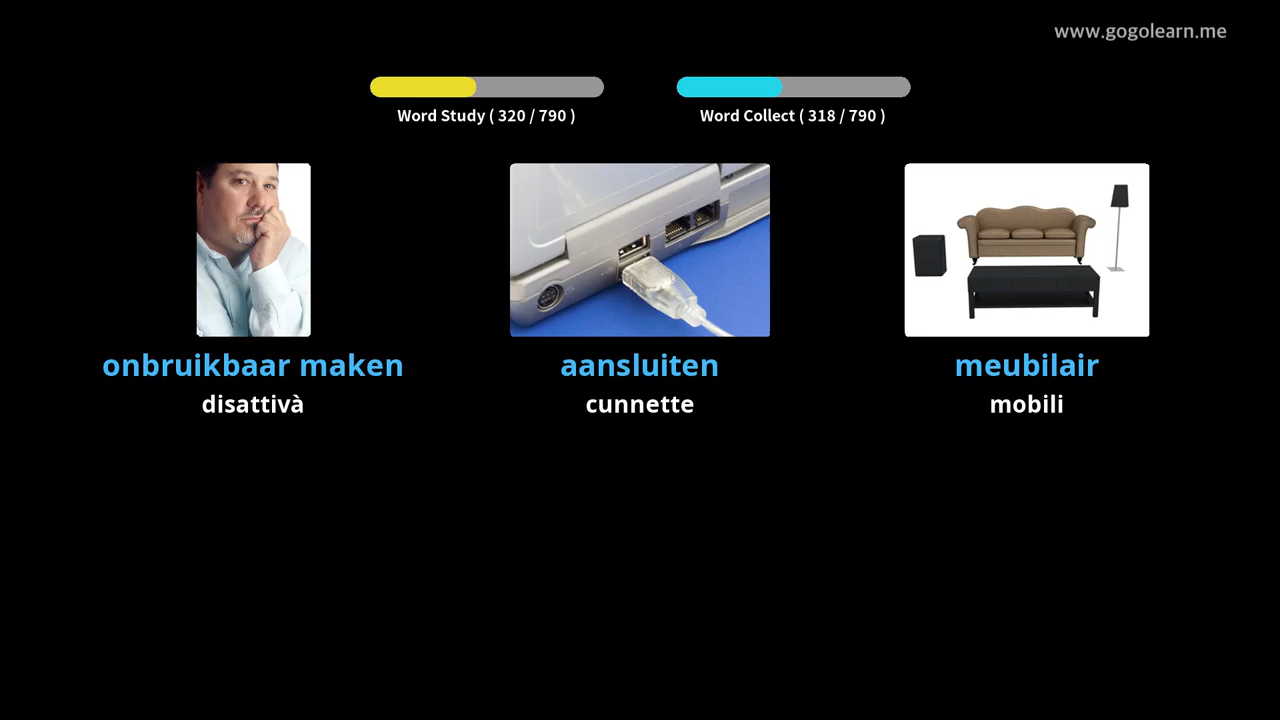 www.gogolearn.me
Word Study ( 320 / 790 )
Word Collect ( 318 / 790 )
onbruikbaar maken
disattivà
aansluiten
cunnette
meubilair
mobili